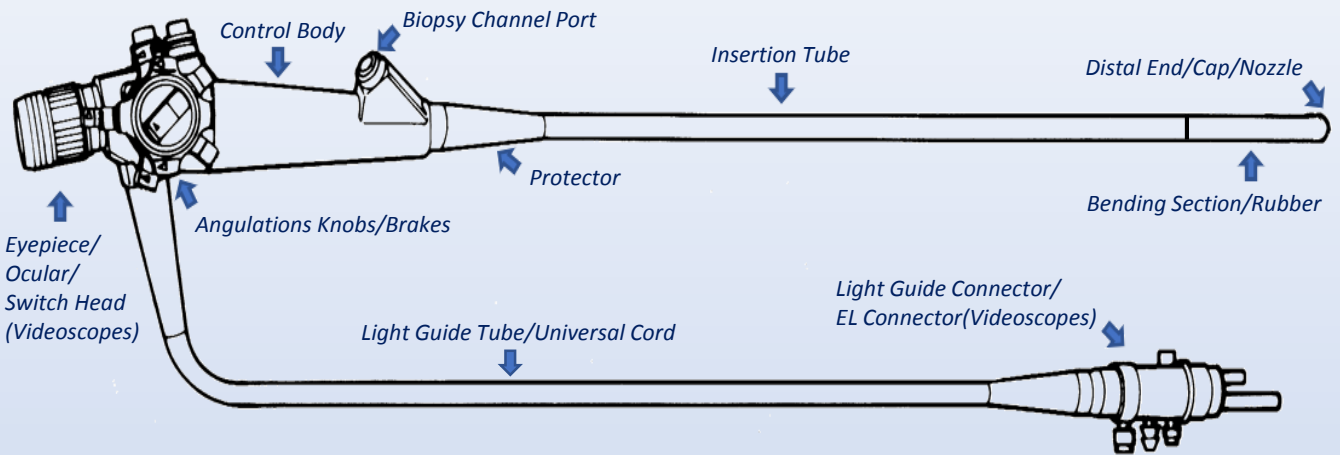 Biopsy Channel Port
Control Body
Insertion Tube
Distal End/Cap/Nozzle
Protector
Bending Section/Rubber
Angulations Knobs/Brakes
Eyepiece/
Ocular/
Switch Head
(Videoscopes)
Light Guide Connector/
EL Connector(Videoscopes)
Light Guide Tube/Universal Cord